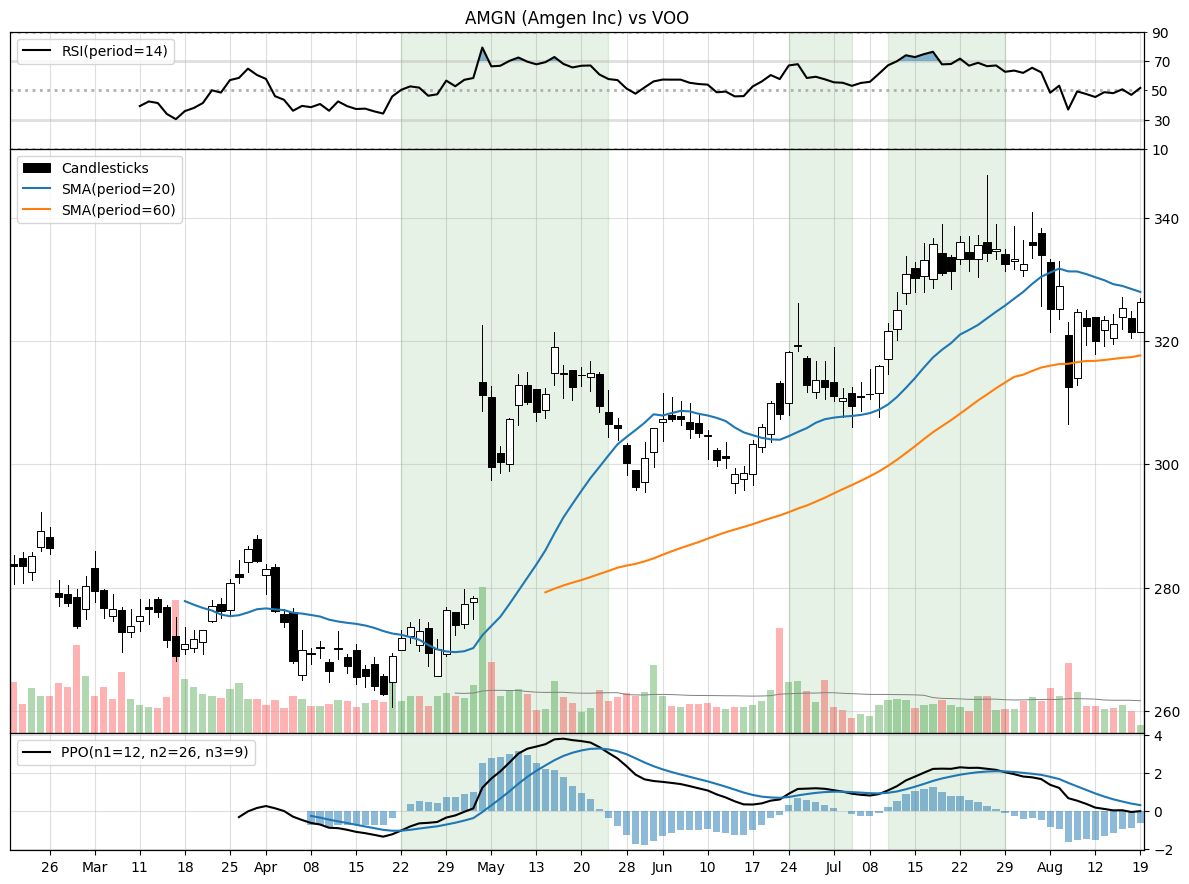 AMGN (Amgen Inc) vs VOO
RSI(period=14)
90
70
50
30
10
Candlesticks
SMA(period=20)
SMA(period=60)
340
320
300
280
260
PPO(n1=12, n2=26, n3=9)
4
2
0
−2
26 Mar 11 18 25 Apr 08 15 22 29 May 13 20 28 Jun 10 17 24 Jul 08 15 22 29 Aug 12 19